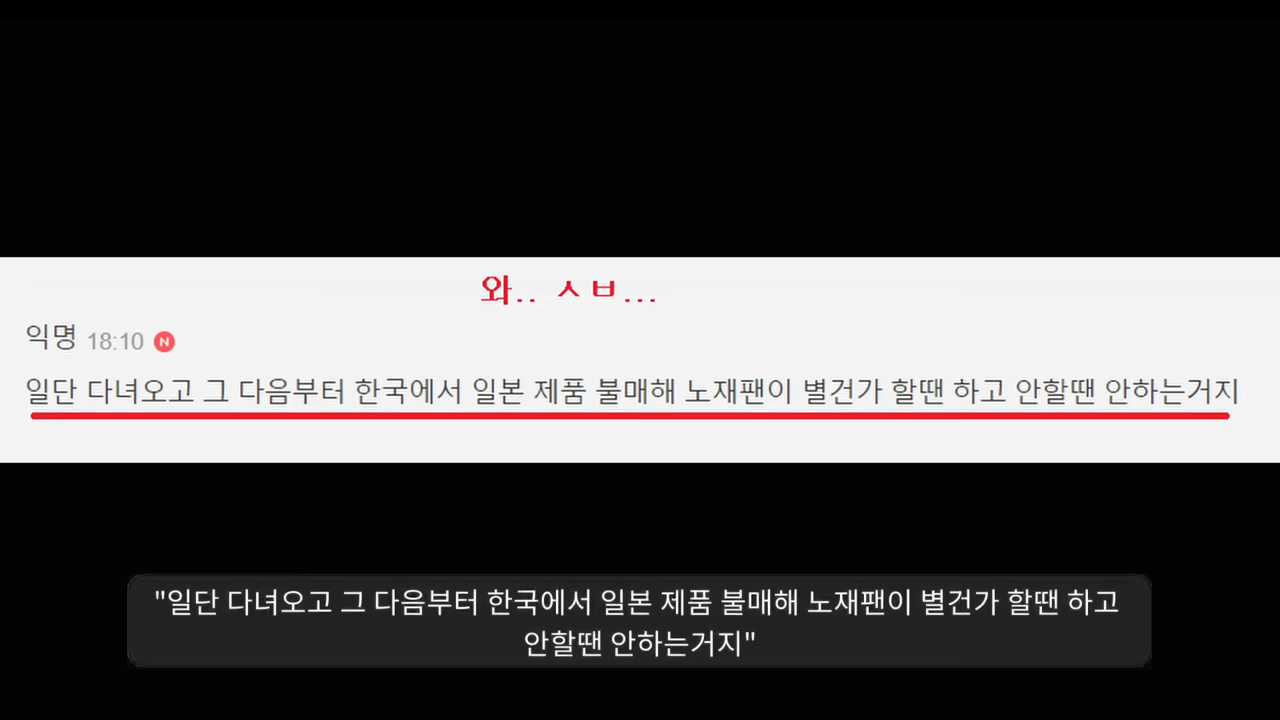 와.. ㅅㅂ...
익명 18:10 N
일단 다녀오고 그 다음부터 한국에서 일본 제품 불매해 노재팬이 별건가 할땐 하고 안할땐 안하는거지
"일단 다녀오고 그 다음부터 한국에서 일본 제품 불매해 노재팬이 별건가 할땐 하고
안할땐 안하는거지"